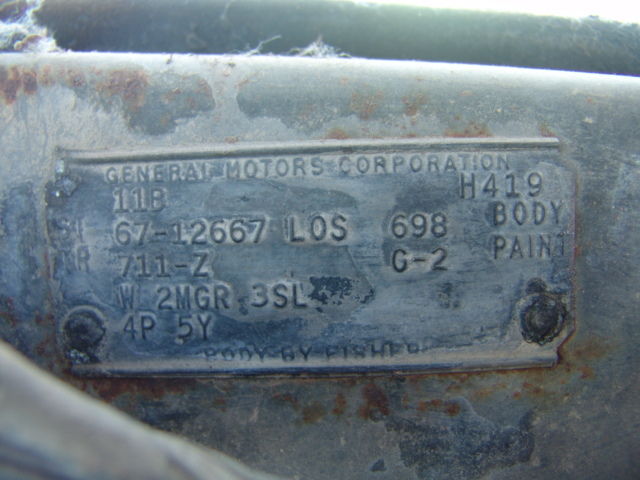 GENERAL MOTORS CORPORATION
11B H419
67-12667 LOS 698 BODY
711-Z G-2 PAINT
W 2MGR 3SL
4P 5Y
BODY BY FISHER